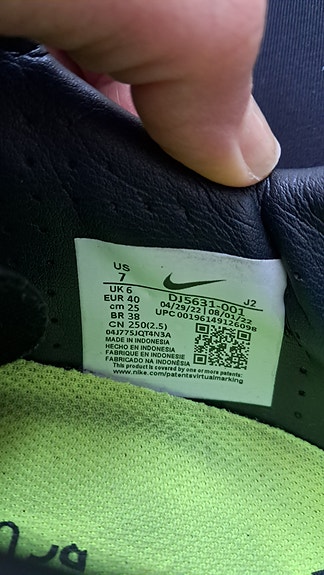 US
7
UK 6
EUR 40
cm 25
BR 38
CN 250(2.5)
DJ5631-001 J2
04/29/22 | 08/01/22
UPC 00196149126098
04J775JQT4N3A
MADE IN INDONESIA
HECHO EN INDONESIA
FABRIQUE EN INDONESIE
FABRICADO NA INDONÉSIA
This product is covered by one or more patents:
www.nike.com/patentsvirtualmarking